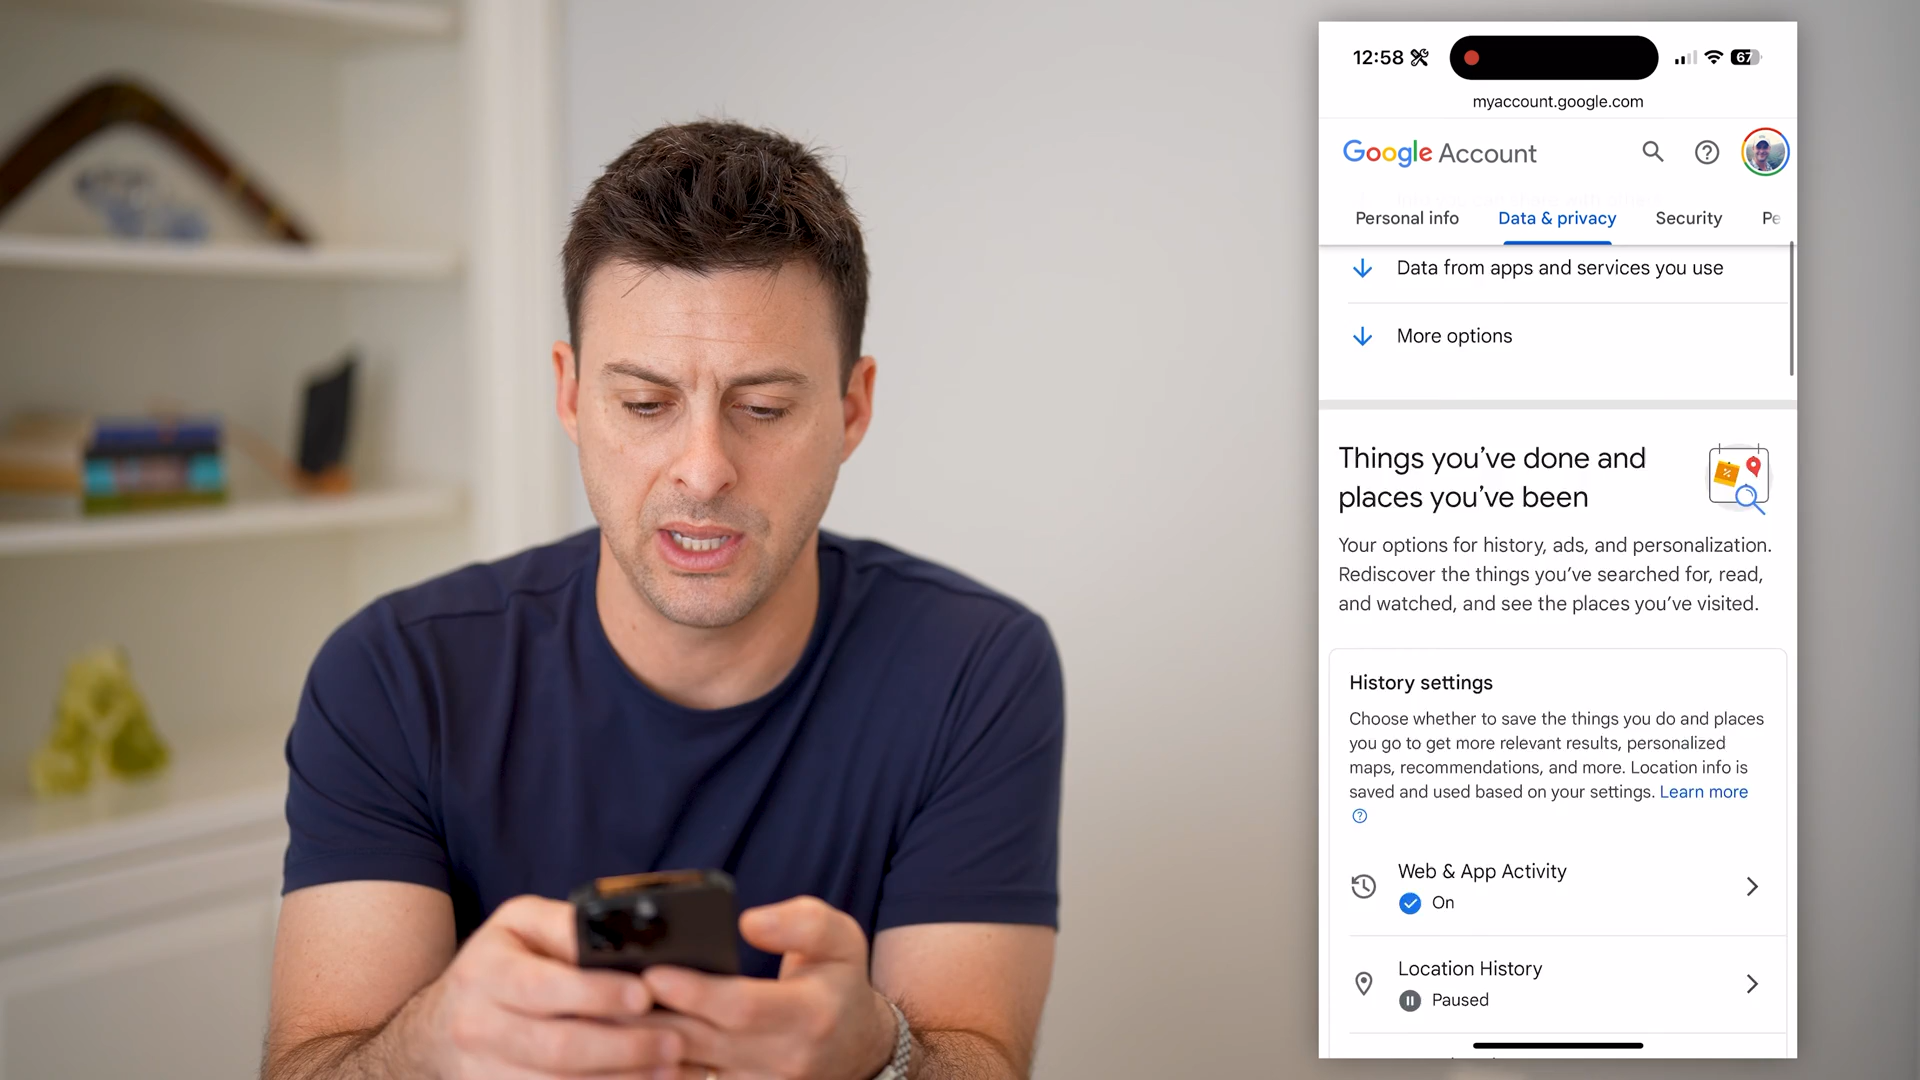 12:58
67
myaccount.google.com
Google Account
Personal info Data & privacy Security Pe
Data from apps and services you use
More options
Things you've done and
places you've been
Your options for history, ads, and personalization.
Rediscover the things you've searched for, read,
and watched, and see the places you've visited.
History settings
Choose whether to save the things you do and places
you go to get more relevant results, personalized
maps, recommendations, and more. Location info is
saved and used based on your settings. Learn more
Web & App Activity
On
Location History
Paused